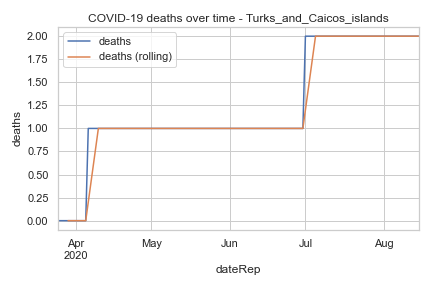 COVID-19 deaths over time - Turks_and_Caicos_islands
deaths
deaths (rolling)
deaths
2.00
1.75
1.50
1.25
1.00
0.75
0.50
0.25
0.00
Apr May Jun Jul Aug
2020
dateRep